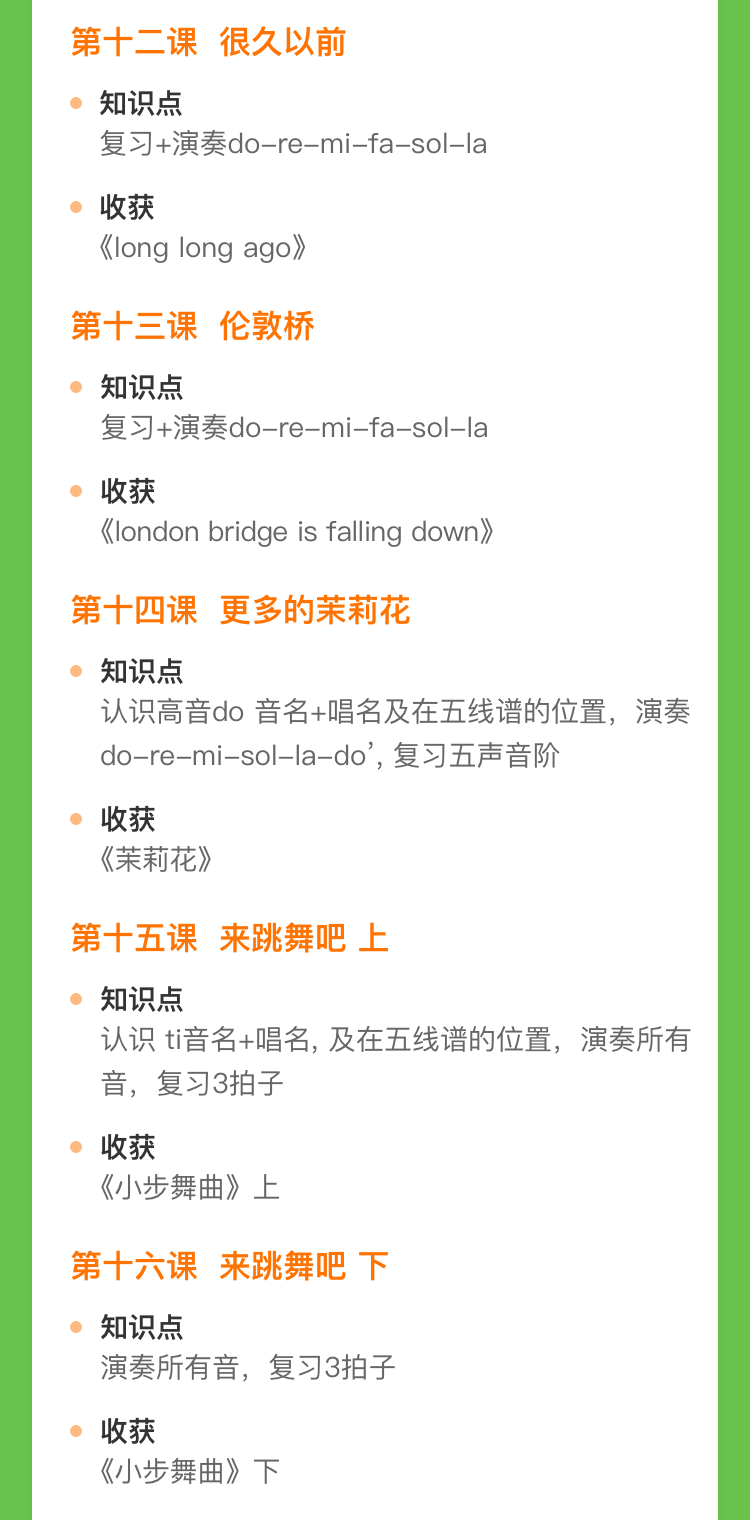 第十二课 很久以前
知识点
复习+演奏do–re–mi–fa–sol–la
收获
《long long ago》
第十三课 伦敦桥
知识点
复习+演奏do–re–mi–fa–sol–la
收获
《london bridge is falling down》
第十四课 更多的茉莉花
知识点
认识高音do 音名+唱名及在五线谱的位置，演奏
do–re–mi–sol–la–do’, 复习五声音阶
收获
《茉莉花》
第十五课 来跳舞吧 上
知识点
认识 ti音名+唱名, 及在五线谱的位置，演奏所有
音，复习3拍子
收获
《小步舞曲》上
第十六课 来跳舞吧 下
知识点
演奏所有音，复习3拍子
收获
《小步舞曲》下